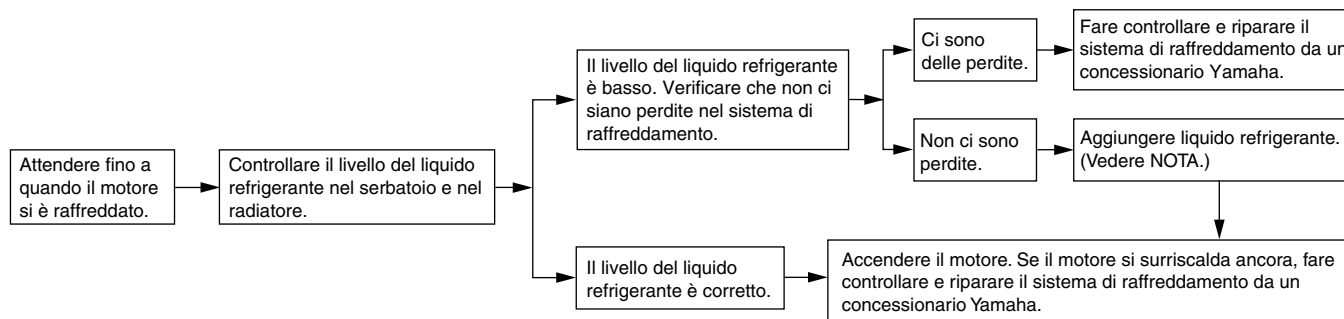 Attendere fino a
quando il motore
si è raffreddato.
Controllare il livello del liquido
refrigerante nel serbatoio e nel
radiatore.
Il livello del liquido refrigerante
è basso. Verificare che non ci
siano perdite nel sistema di
raffreddamento.
Ci sono
delle perdite.
Fare controllare e riparare il
sistema di raffreddamento da un
concessionario Yamaha.
Non ci sono
perdite.
Aggiungere liquido refrigerante.
(Vedere NOTA.)
Il livello del liquido
refrigerante è corretto.
Accendere il motore. Se il motore si surriscalda ancora, fare
controllare e riparare il sistema di raffreddamento da un
concessionario Yamaha.